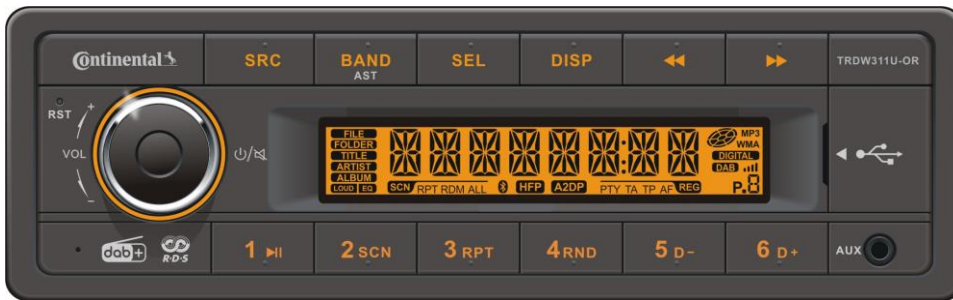 Continental
SRC
BAND
AST
SEL
DISP
TRDW311U-OR
RST
+
VOL
-
FILE
FOLDER
TITLE
ARTIST
ALBUM
LOUD EQ
SCN RPT RDM ALL HFP A2DP PTY TA TP AF REG
MP3
WMA
DIGITAL
DAB
P.8
dab+
R·D·S
1
2 SCN
3 RPT
4 RND
5 D-
6 D+
AUX